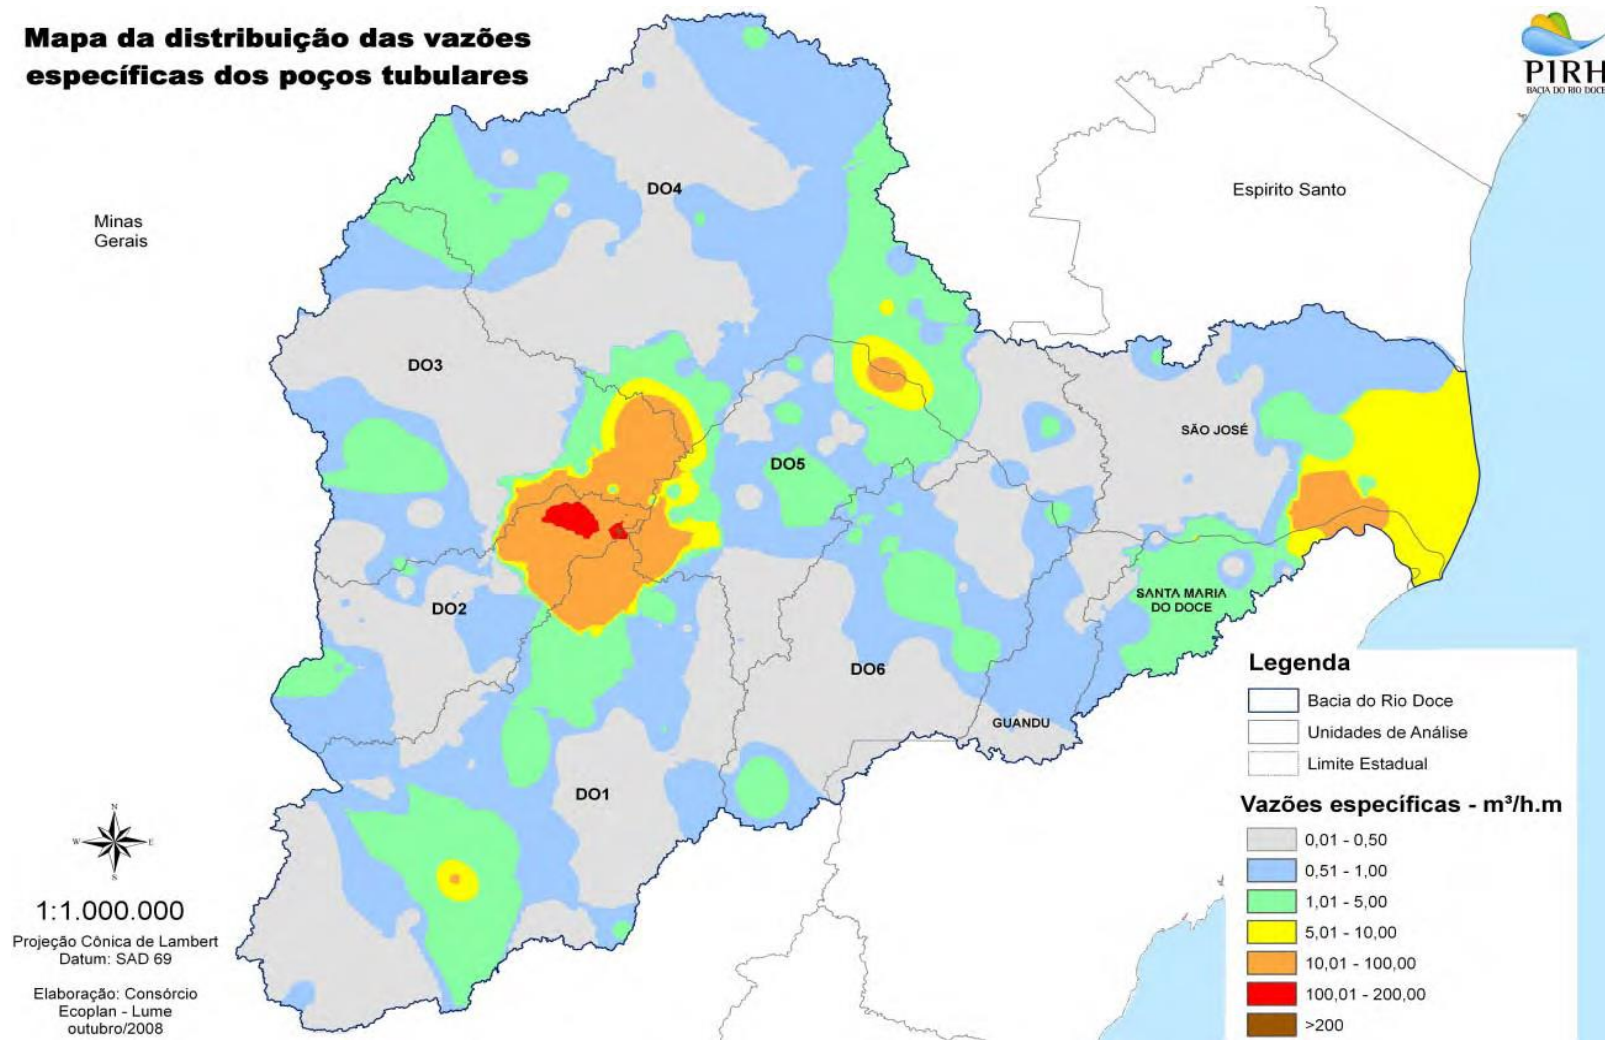 Mapa da distribuição das vazões
específicas dos poços tubulares
PIRH
BACIA DO RIO DOCE
Minas
Gerais
Espirito Santo
DO4
DO3
SÃO JOSÉ
DO5
DO2
SANTA MARIA
DO DOCE
DO6
GUANDU
DO1
N
W
E
S
1:1.000.000
Projeção Cônica de Lambert
Datum: SAD 69
Elaboração: Consórcio
Ecoplan - Lume
outubro/2008
Legenda
Bacia do Rio Doce
Unidades de Análise
Limite Estadual
Vazões específicas - m³/h.m
0,01 - 0,50
0,51 - 1,00
1,01 - 5,00
5,01 - 10,00
10,01 - 100,00
100,01 - 200,00
>200